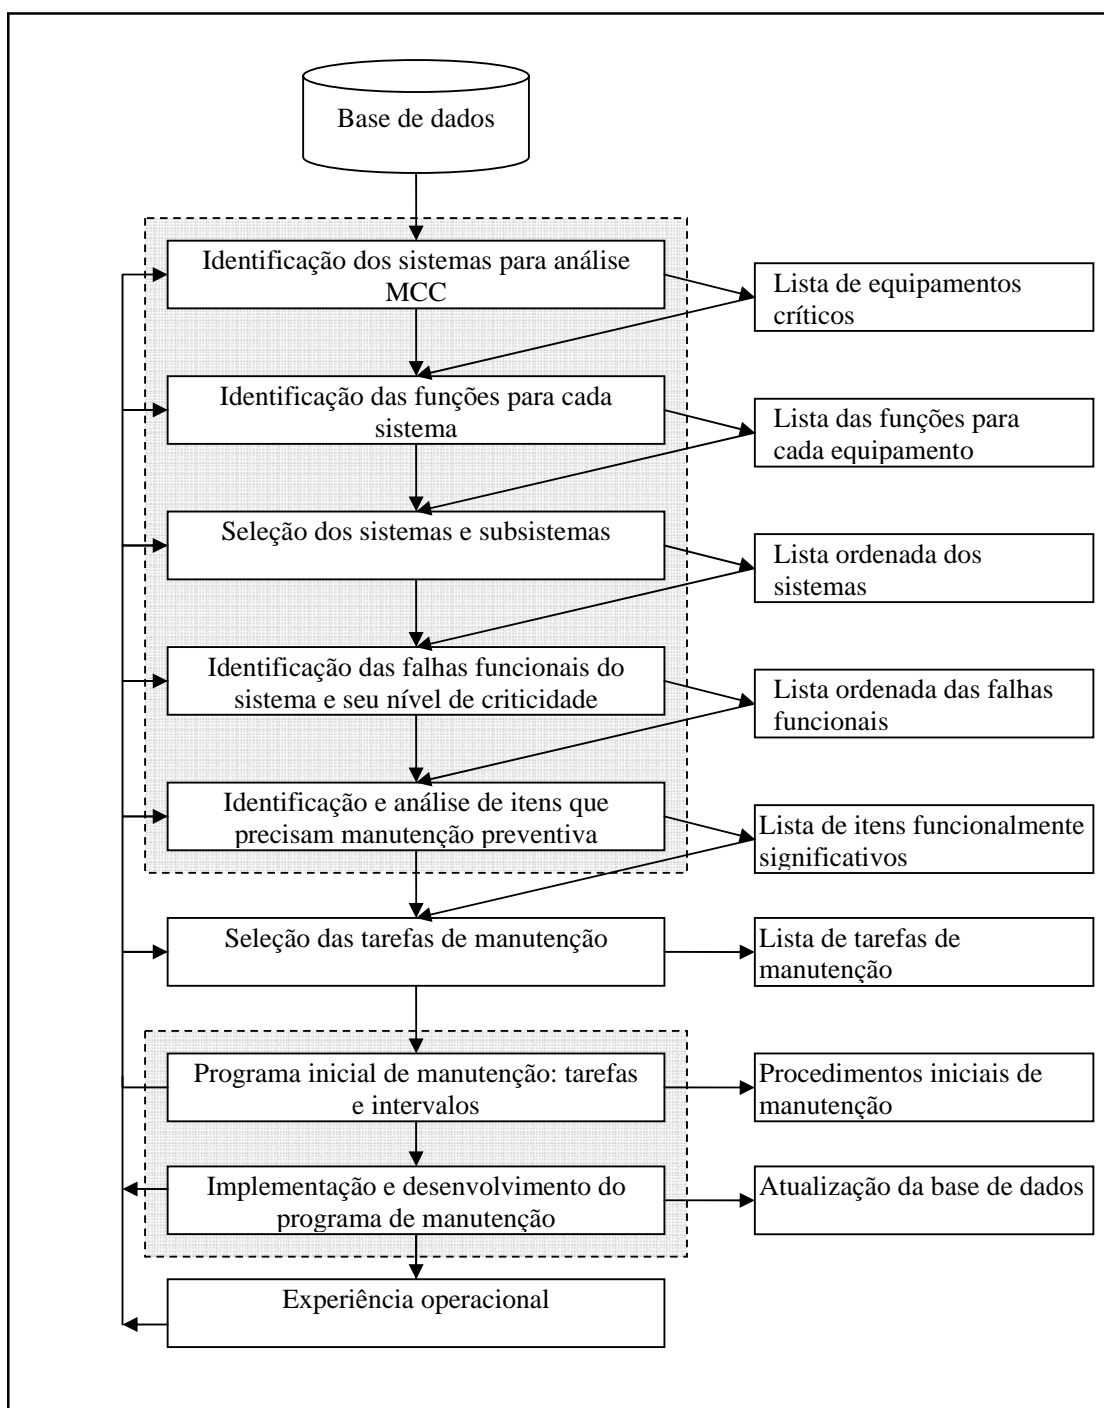 Base de dados
Identificação dos sistemas para análise
MCC
Lista de equipamentos
críticos
Identificação das funções para cada
sistema
Lista das funções para
cada equipamento
Seleção dos sistemas e subsistemas
Lista ordenada dos
sistemas
Identificação das falhas funcionais do
sistema e seu nível de criticidade
Lista ordenada das falhas
funcionais
Identificação e análise de itens que
precisam manutenção preventiva
Lista de itens funcionalmente
significativos
Seleção das tarefas de manutenção
Lista de tarefas de
manutenção
Programa inicial de manutenção: tarefas
e intervalos
Procedimentos iniciais de
manutenção
Implementação e desenvolvimento do
programa de manutenção
Atualização da base de dados
Experiência operacional